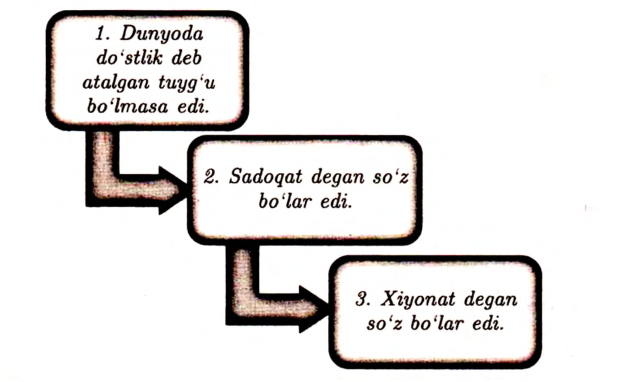 1. Dunyoda
do‘stlik deb
atalgan tuyg‘u
bo‘lmasa edi.
2. Sadoqat degan so‘z
bo‘lar edi.
3. Xiyonat degan
so‘z bo‘lar edi.